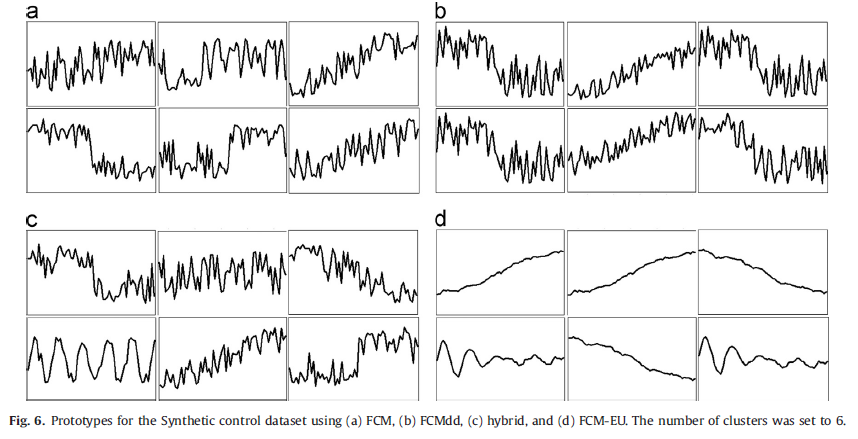 a
b
c
d
Fig. 6. Prototypes for the Synthetic control dataset using (a) FCM, (b) FCMdd, (c) hybrid, and (d) FCM-EU. The number of clusters was set to 6.